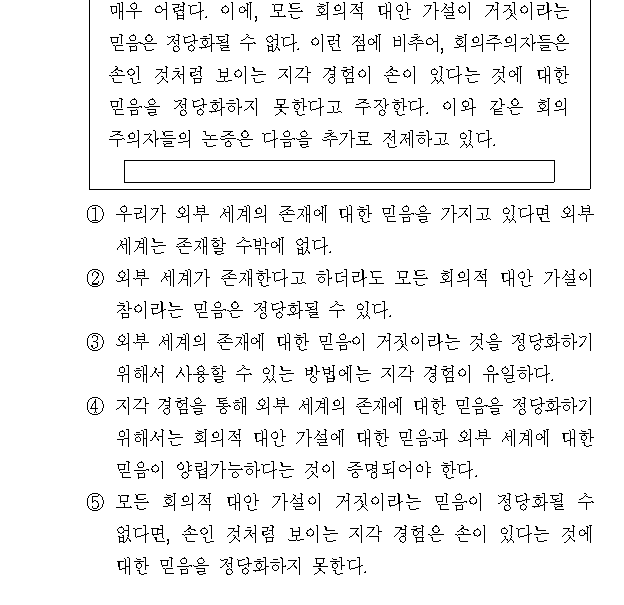 매우 어렵다. 이에, 모든 회의적 대안 가설이 거짓이라는
믿음은 정당화될 수 없다. 이런 점에 비추어, 회의주의자들은
손인 것처럼 보이는 지각 경험이 손이 있다는 것에 대한
믿음을 정당화하지 못한다고 주장한다. 이와 같은 회의
주의자들의 논증은 다음을 추가로 전제하고 있다.
① 우리가 외부 세계의 존재에 대한 믿음을 가지고 있다면 외부
세계는 존재할 수밖에 없다.
② 외부 세계가 존재한다고 하더라도 모든 회의적 대안 가설이
참이라는 믿음은 정당화될 수 있다.
③ 외부 세계의 존재에 대한 믿음이 거짓이라는 것을 정당화하기
위해서 사용할 수 있는 방법에는 지각 경험이 유일하다.
④ 지각 경험을 통해 외부 세계의 존재에 대한 믿음을 정당화하기
위해서는 회의적 대안 가설에 대한 믿음과 외부 세계에 대한
믿음이 양립가능하다는 것이 증명되어야 한다.
⑤ 모든 회의적 대안 가설이 거짓이라는 믿음이 정당화될 수
없다면, 손인 것처럼 보이는 지각 경험은 손이 있다는 것에
대한 믿음을 정당화하지 못한다.